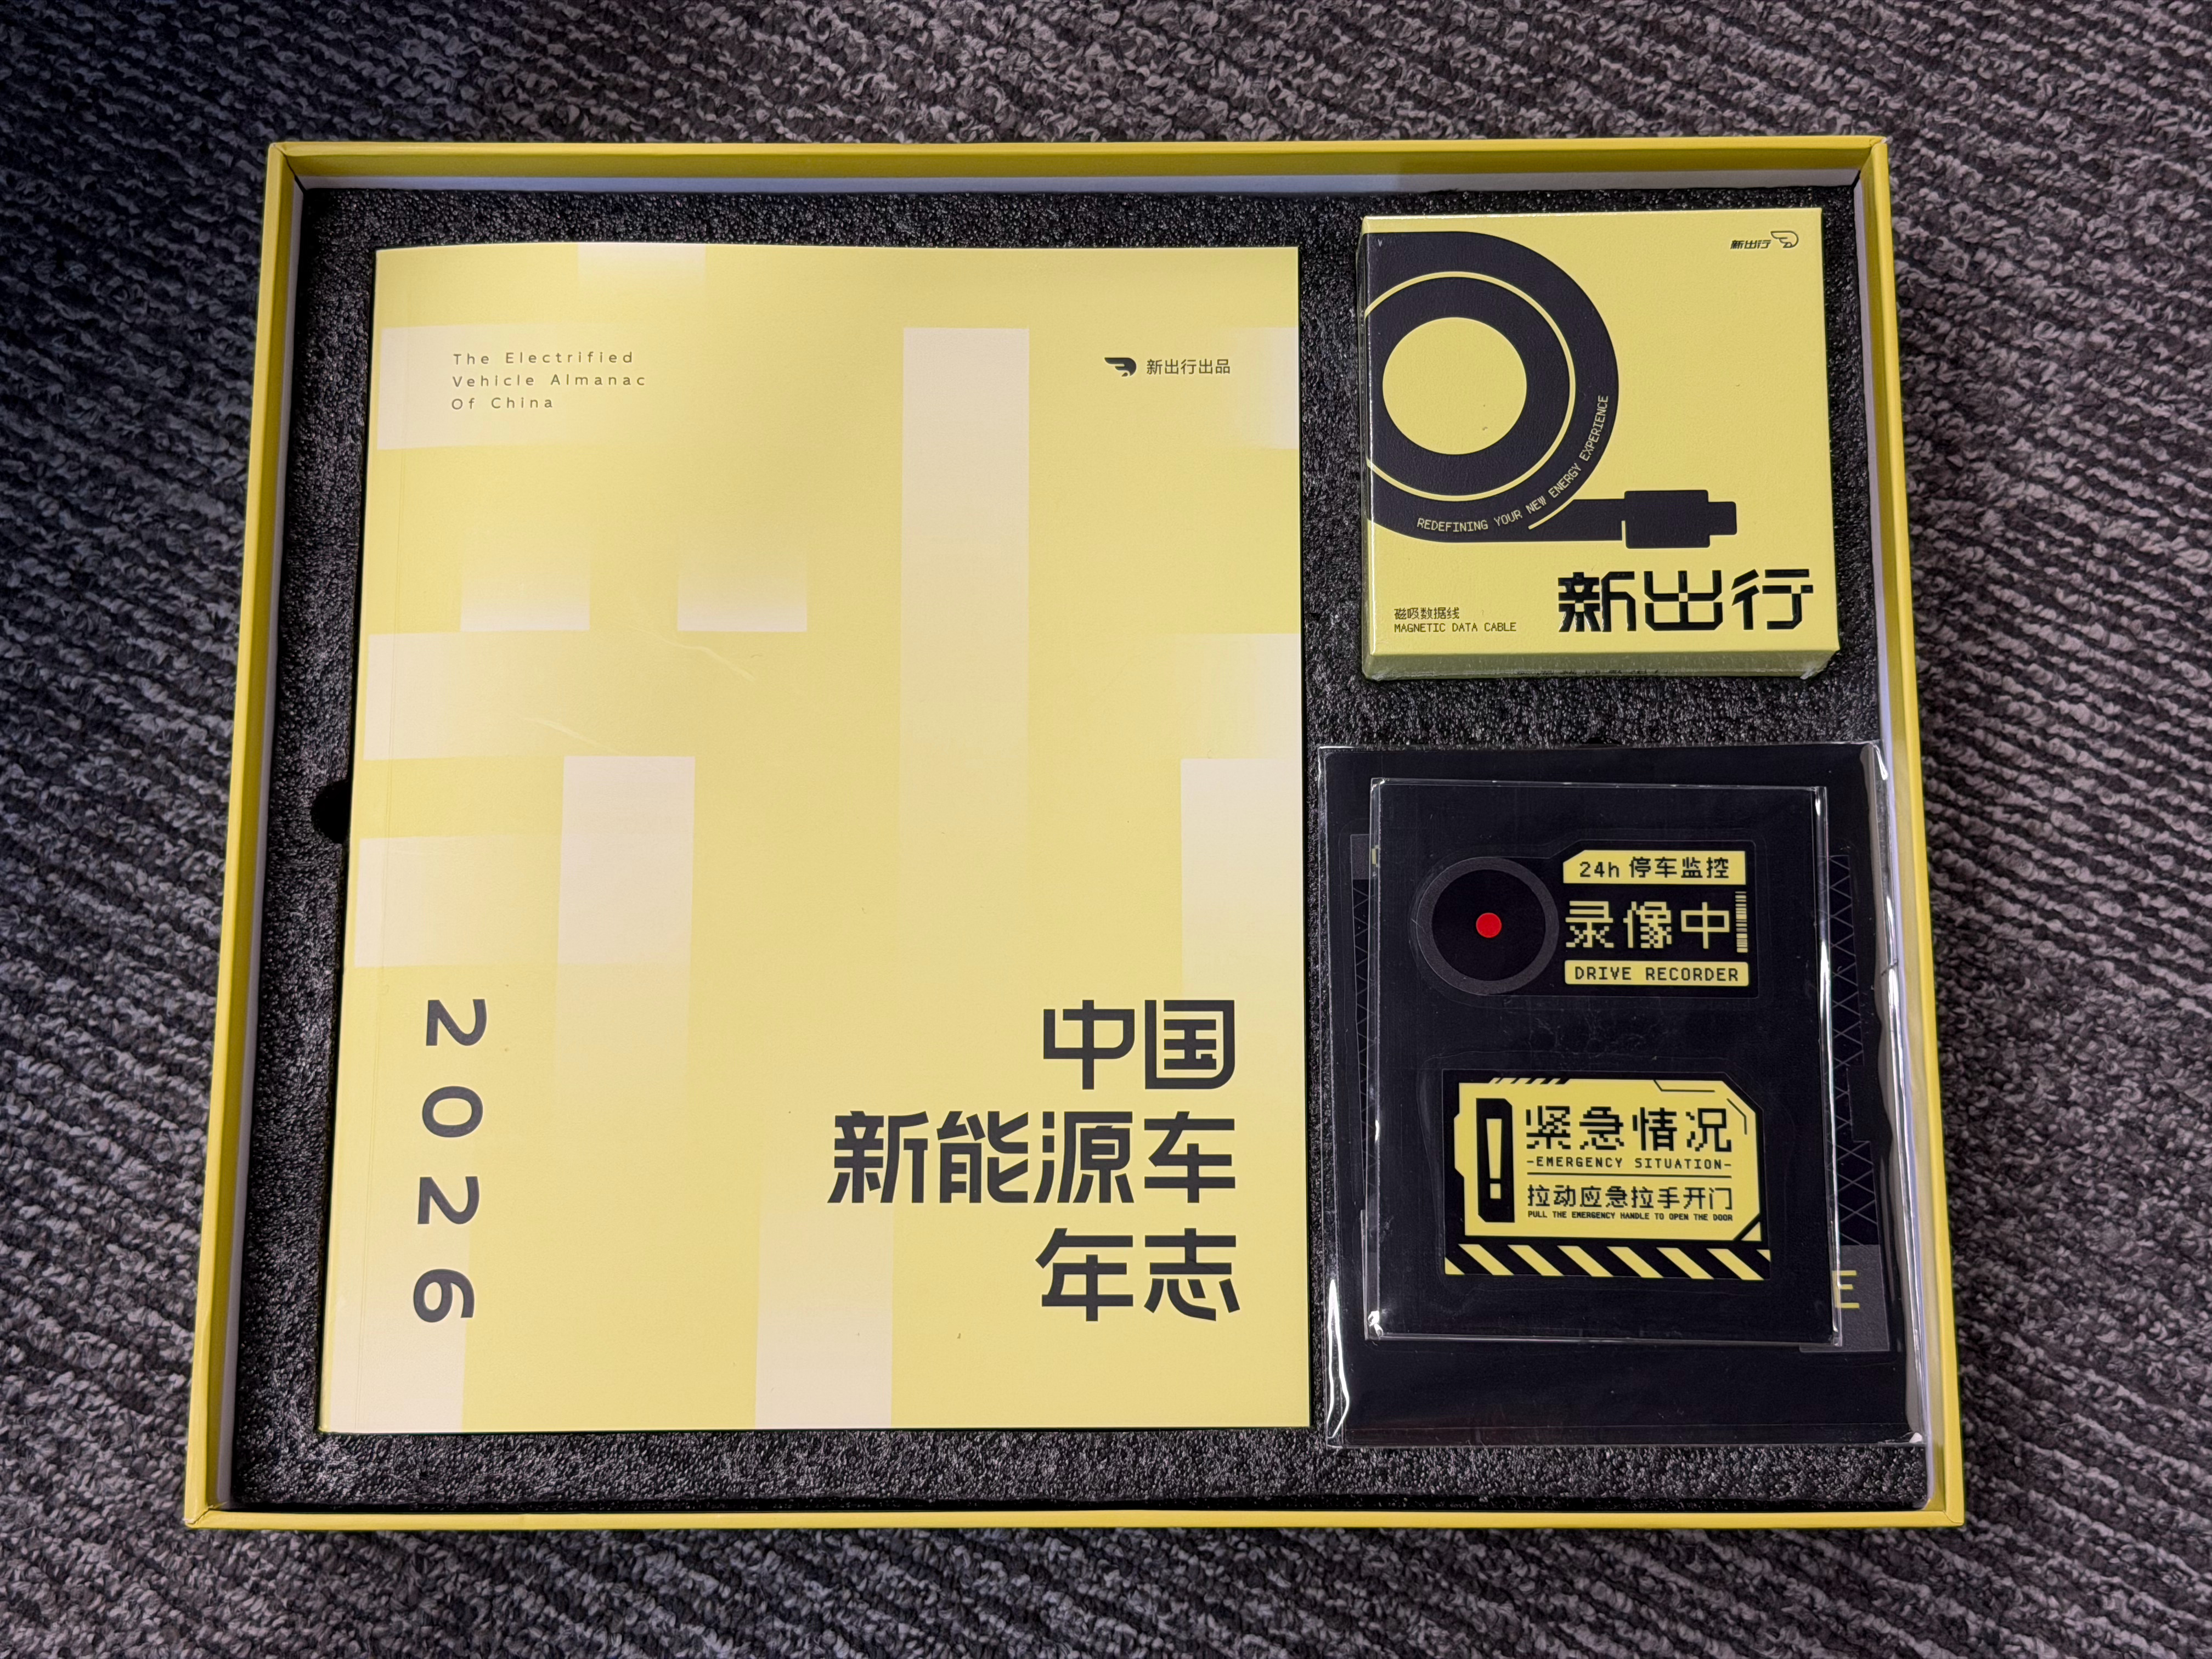 The Electrified
Vehicle Almanac
Of China
新出行出品
2026
中国
新能源车
年志
新出行
REDEFINING YOUR NEW ENERGY EXPERIENCE
新出行
磁吸数据线
MAGNETIC DATA CABLE
24h 停车监控
录像中
DRIVE RECORDER
紧急情况
-EMERGENCY SITUATION-
拉动应急拉手开门
PULL THE EMERGENCY HANDLE TO OPEN THE DOOR
E